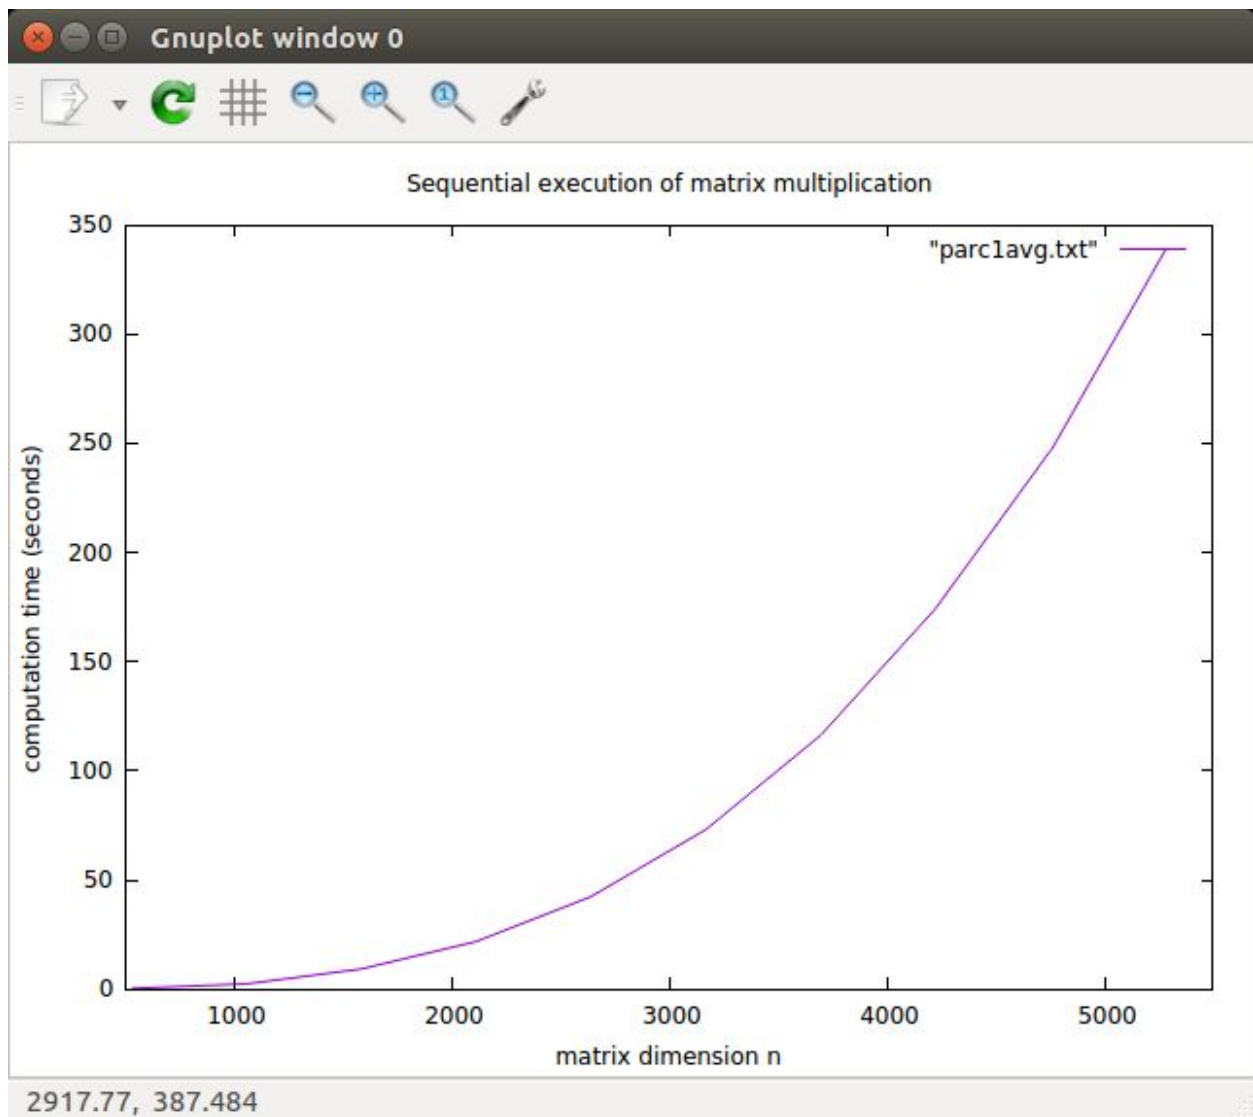 Gnuplot window 0
1
Sequential execution of matrix multiplication
350
"parc1avg.txt"
300
250
200
150
100
50
0
computation time (seconds)
1000 2000 3000 4000 5000
matrix dimension n
2917.77, 387.484